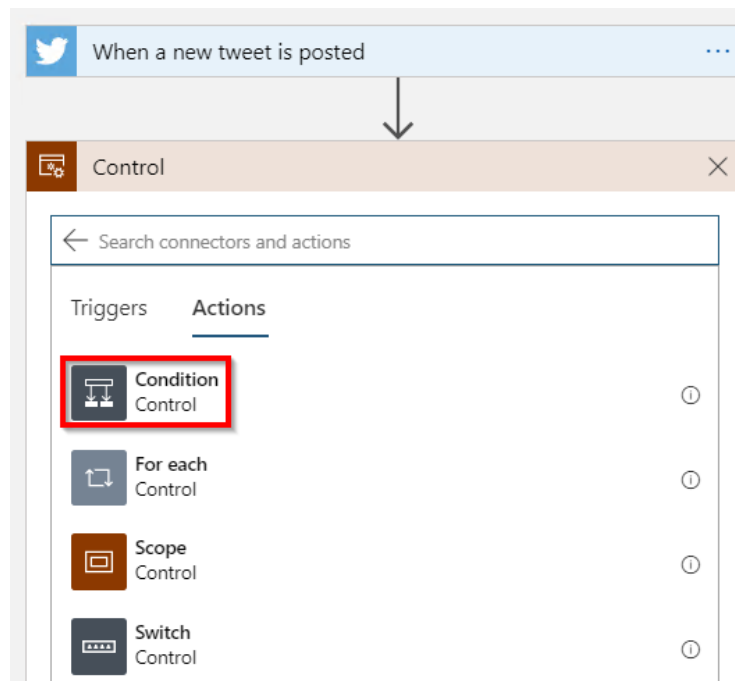 When a new tweet is posted
Control
Search connectors and actions
Triggers Actions
Condition
Control
For each
Control
Scope
Control
Switch
Control